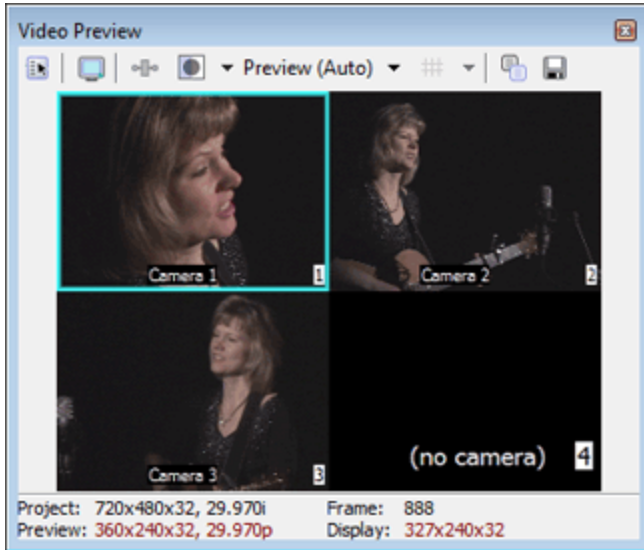 Video Preview
Preview (Auto)
Camera 1 1
Camera 2 2
Camera 3 3
(no camera) 4
Project: 720x480x32, 29.970i Frame: 888
Preview: 360x240x32, 29.970p Display: 327x240x32